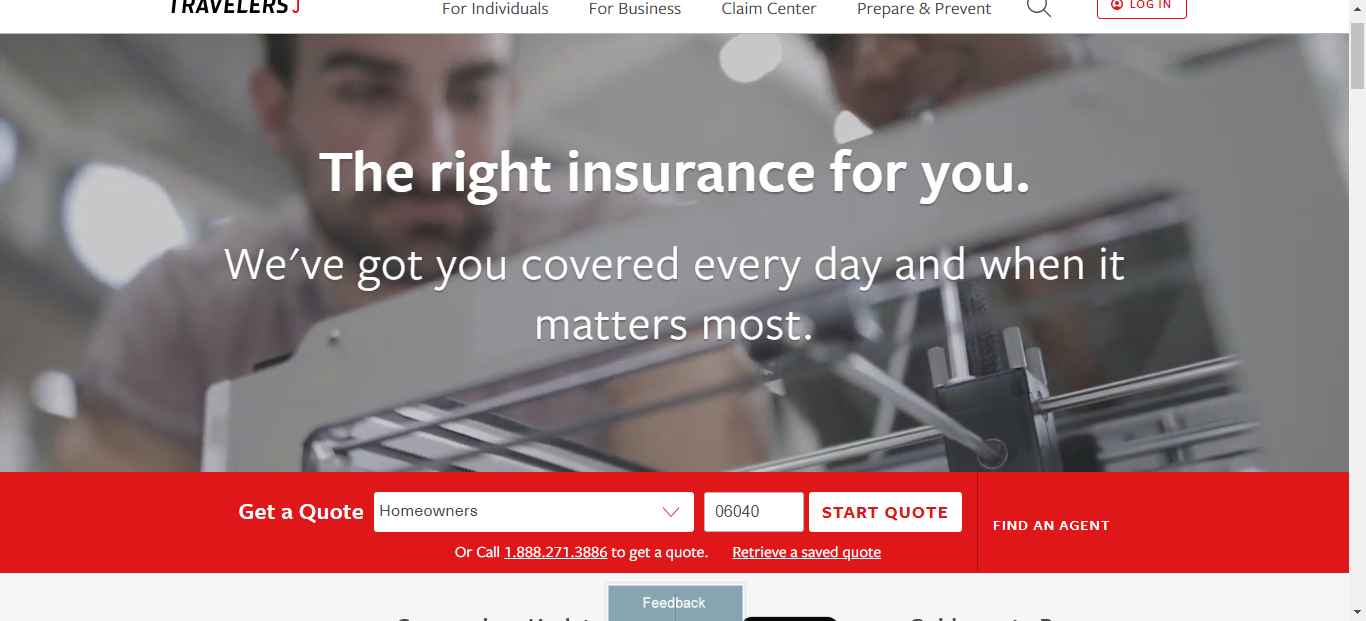 TRAVELERS
For Individuals For Business Claim Center Prepare & Prevent LOG IN
The right insurance for you.
We've got you covered every day and when it
matters most.
Get a Quote Homeowners 06040 START QUOTE FIND AN AGENT
Or Call 1.888.271.3886 to get a quote. Retrieve a saved quote
Feedback